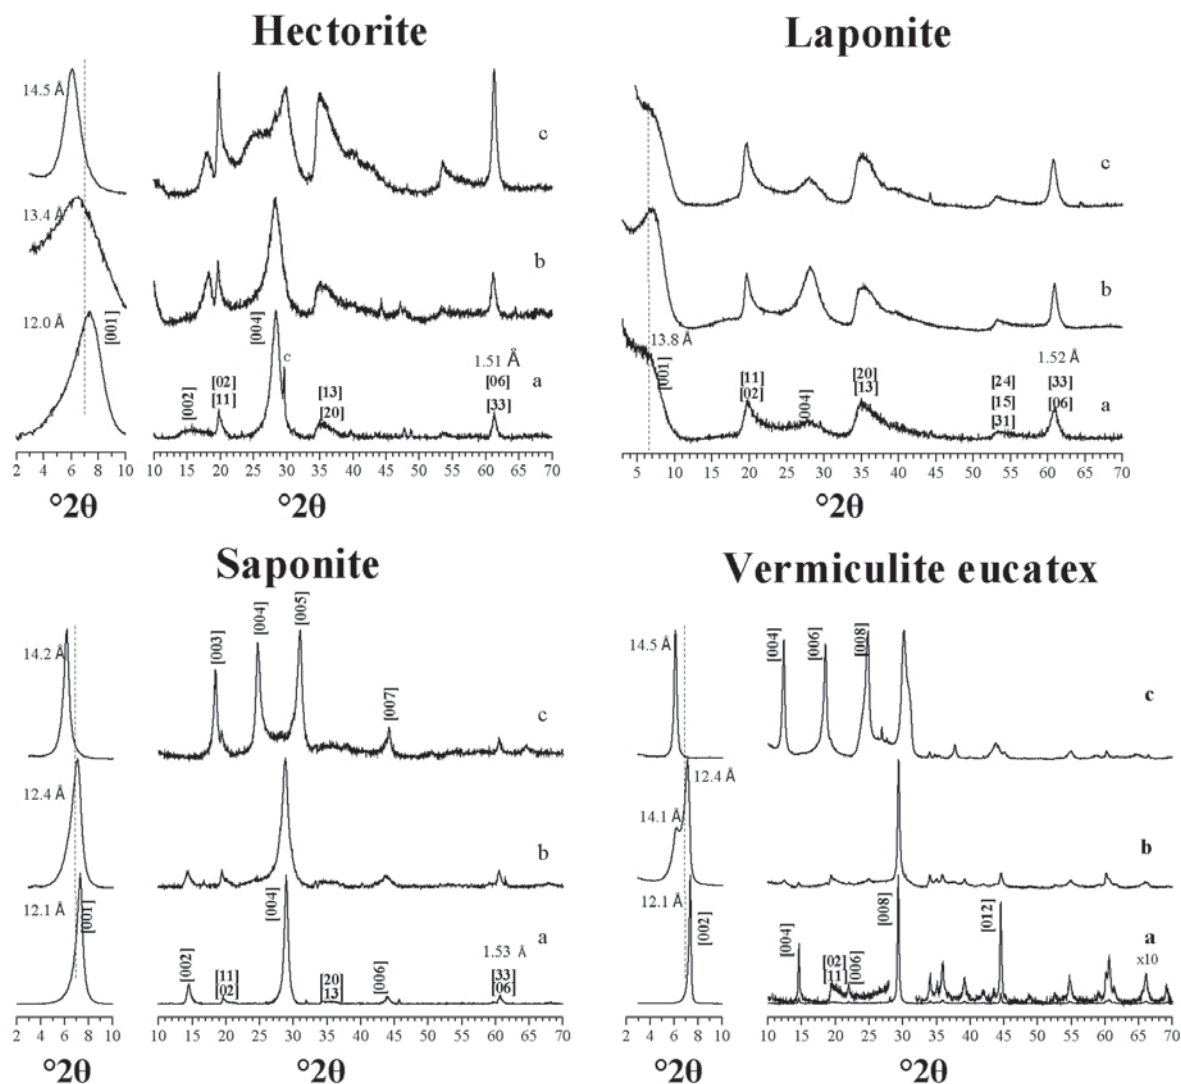 Hectorite
14.5 Å
c
13.4 Å
b
12.0 Å
[001]
[004]
c
1.51 Å
[002]
[02]
[11]
[13]
[20]
[06]
[33]
a
2 4 6 8 10
10 15 20 25 30 35 40 45 50 55 60 65 70
°2θ
°2θ
Laponite
c
b
13.8 Å
[001]
1.52 Å
[11]
[02]
[004]
[20]
[13]
[24]
[15]
[31]
[33]
[06]
a
5 10 15 20 25 30 35 40 45 50 55 60 65 70
°2θ
Saponite
14.2 Å
[003]
[004]
[005]
[007]
c
12.4 Å
b
12.1 Å
[001]
[004]
a
[002]
[11]
[02]
[20]
[13]
[006]
1.53 Å
[33]
[06]
0 2 4 6 8 10
10 15 20 25 30 35 40 45 50 55 60 65 70
°2θ
°2θ
Vermiculite eucatex
14.5 Å
[004]
[006]
[008]
c
12.4 Å
14.1 Å
b
12.1 Å
[002]
[004]
[02]
[11]
[006]
[008]
[012]
a
x10
0 2 4 6 8 10
10 15 20 25 30 35 40 45 50 55 60 65 70
°2θ
°2θ